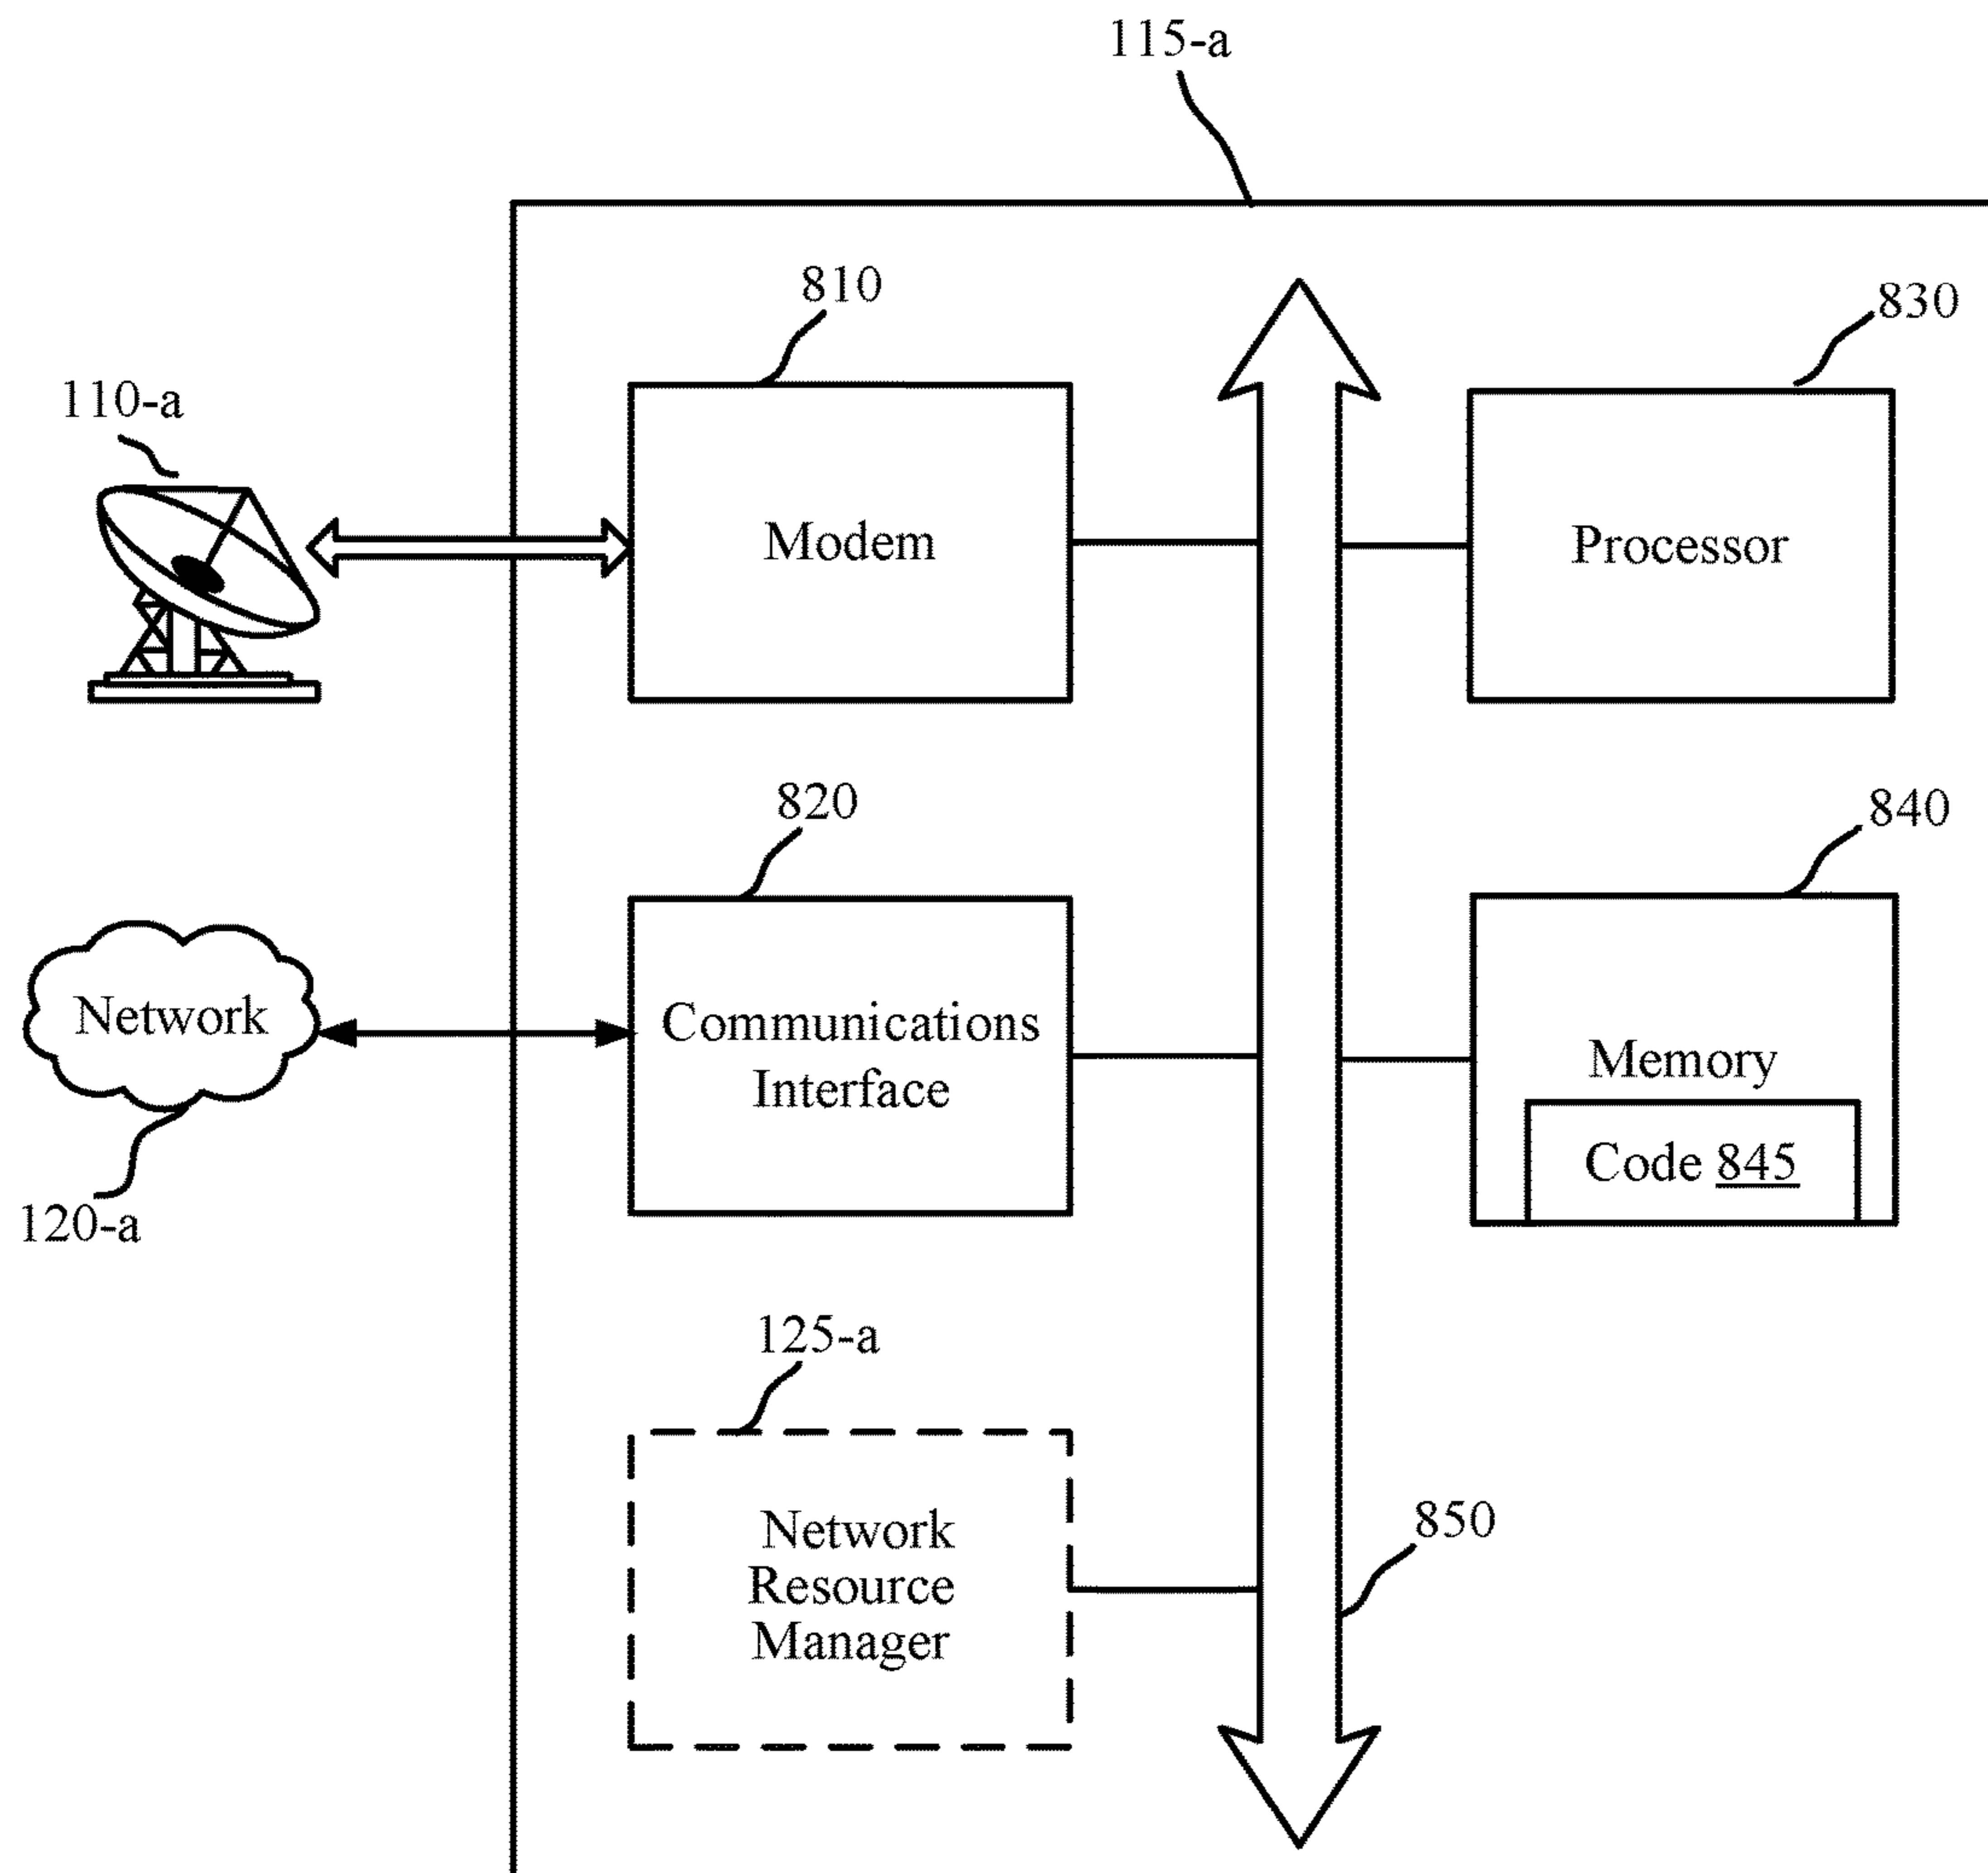 115-a
810
830
110-a
Modem
Processor
820
840
Network
Communications
Interface
Memory
Code 845
120-a
125-a
Network
Resource
Manager
850